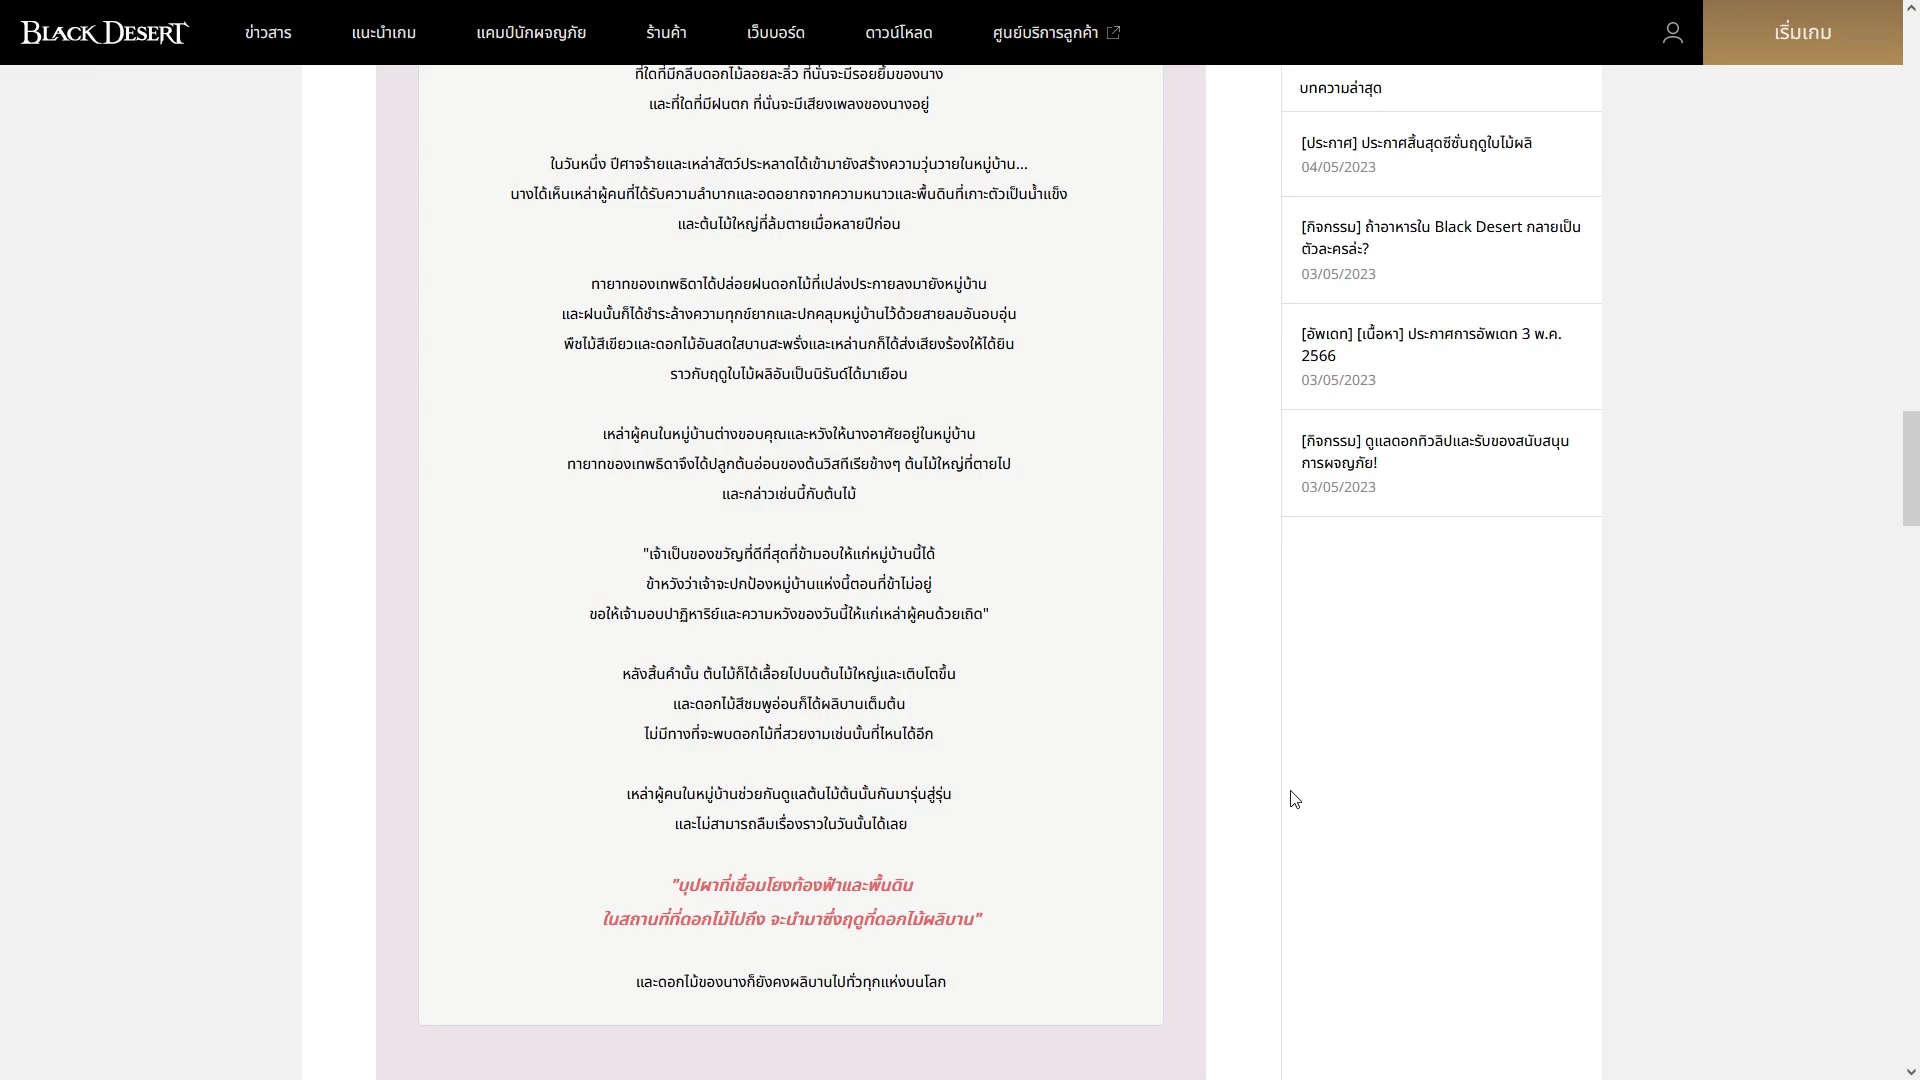 BLACK DESERT
ข่าวสาร
แนะนำเกม
แคมป์นักผจญภัย
ร้านค้า
เว็บบอร์ด
ดาวน์โหลด
ศูนย์บริการลูกค้า
เริ่มเกม
ที่ใดที่มีกลีบดอกไม้ลอยละลิ่ว ที่นั่นจะมีรอยยิ้มของนาง
และที่ใดที่มีฝนตก ที่นั่นจะมีเสียงเพลงของนางอยู่
ในวันหนึ่ง ปีศาจร้ายและเหล่าสัตว์ประหลาดได้เข้ามายังสร้างความวุ่นวายในหมู่บ้าน...
นางได้เห็นเหล่าผู้คนที่ได้รับความลำบากและอดอยากจากความหนาวและพื้นดินที่เกาะตัวเป็นน้ำแข็ง
และต้นไม้ใหญ่ที่ล้มตายเมื่อหลายปีก่อน
ทายาทของเทพธิดาได้ปล่อยฝนดอกไม้ที่เปล่งประกายลงมายังหมู่บ้าน
และฝนนั้นก็ได้ชำระล้างความทุกข์ยากและปกคลุมหมู่บ้านไว้ด้วยสายลมอันอบอุ่น
พืชไม้สีเขียวและดอกไม้อันสดใสบานสะพรั่งและเหล่านกก็ได้ส่งเสียงร้องให้ได้ยิน
ราวกับฤดูใบไม้ผลิอันเป็นนิรันด์ได้มาเยือน
เหล่าผู้คนในหมู่บ้านต่างขอบคุณและหวังให้นางอาศัยอยู่ในหมู่บ้าน
ทายาทของเทพธิดาจึงได้ปลูกต้นอ่อนของต้นวิสทีเรียข้างๆ ต้นไม้ใหญ่ที่ตายไป
และกล่าวเช่นนี้กับต้นไม้
"เจ้าเป็นของขวัญที่ดีที่สุดที่ข้ามอบให้แก่หมู่บ้านนี้ได้
ข้าหวังว่าเจ้าจะปกป้องหมู่บ้านแห่งนี้ตอนที่ข้าไม่อยู่
ขอให้เจ้ามอบปาฏิหาริย์และความหวังของวันนี้ให้แก่เหล่าผู้คนด้วยเถิด"
หลังสิ้นคำนั้น ต้นไม้ก็ได้เลื้อยไปบนต้นไม้ใหญ่และเติบโตขึ้น
และดอกไม้สีชมพูอ่อนก็ได้ผลิบานเต็มต้น
ไม่มีทางที่จะพบดอกไม้ที่สวยงามเช่นนั้นที่ไหนได้อีก
เหล่าผู้คนในหมู่บ้านช่วยกันดูแลต้นไม้ต้นนั้นกันมารุ่นสู่รุ่น
และไม่สามารถลืมเรื่องราวในวันนั้นได้เลย
"บุปผาที่เชื่อมโยงท้องฟ้าและพื้นดิน
ในสถานที่ที่ดอกไม้ไปถึง จะนำมาซึ่งฤดูที่ดอกไม้ผลิบาน"
และดอกไม้ของนางก็ยังคงผลิบานไปทั่วทุกแห่งบนโลก
บทความล่าสุด
[ประกาศ] ประกาศสิ้นสุดซีซั่นฤดูใบไม้ผลิ
04/05/2023
[กิจกรรม] ถ้าอาหารใน Black Desert กลายเป็น
ตัวละครล่ะ?
03/05/2023
[อัพเดท] [เนื้อหา] ประกาศการอัพเดท 3 พ.ค.
2566
03/05/2023
[กิจกรรม] ดูแลดอกทิวลิปและรับของสนับสนุน
การผจญภัย!
03/05/2023